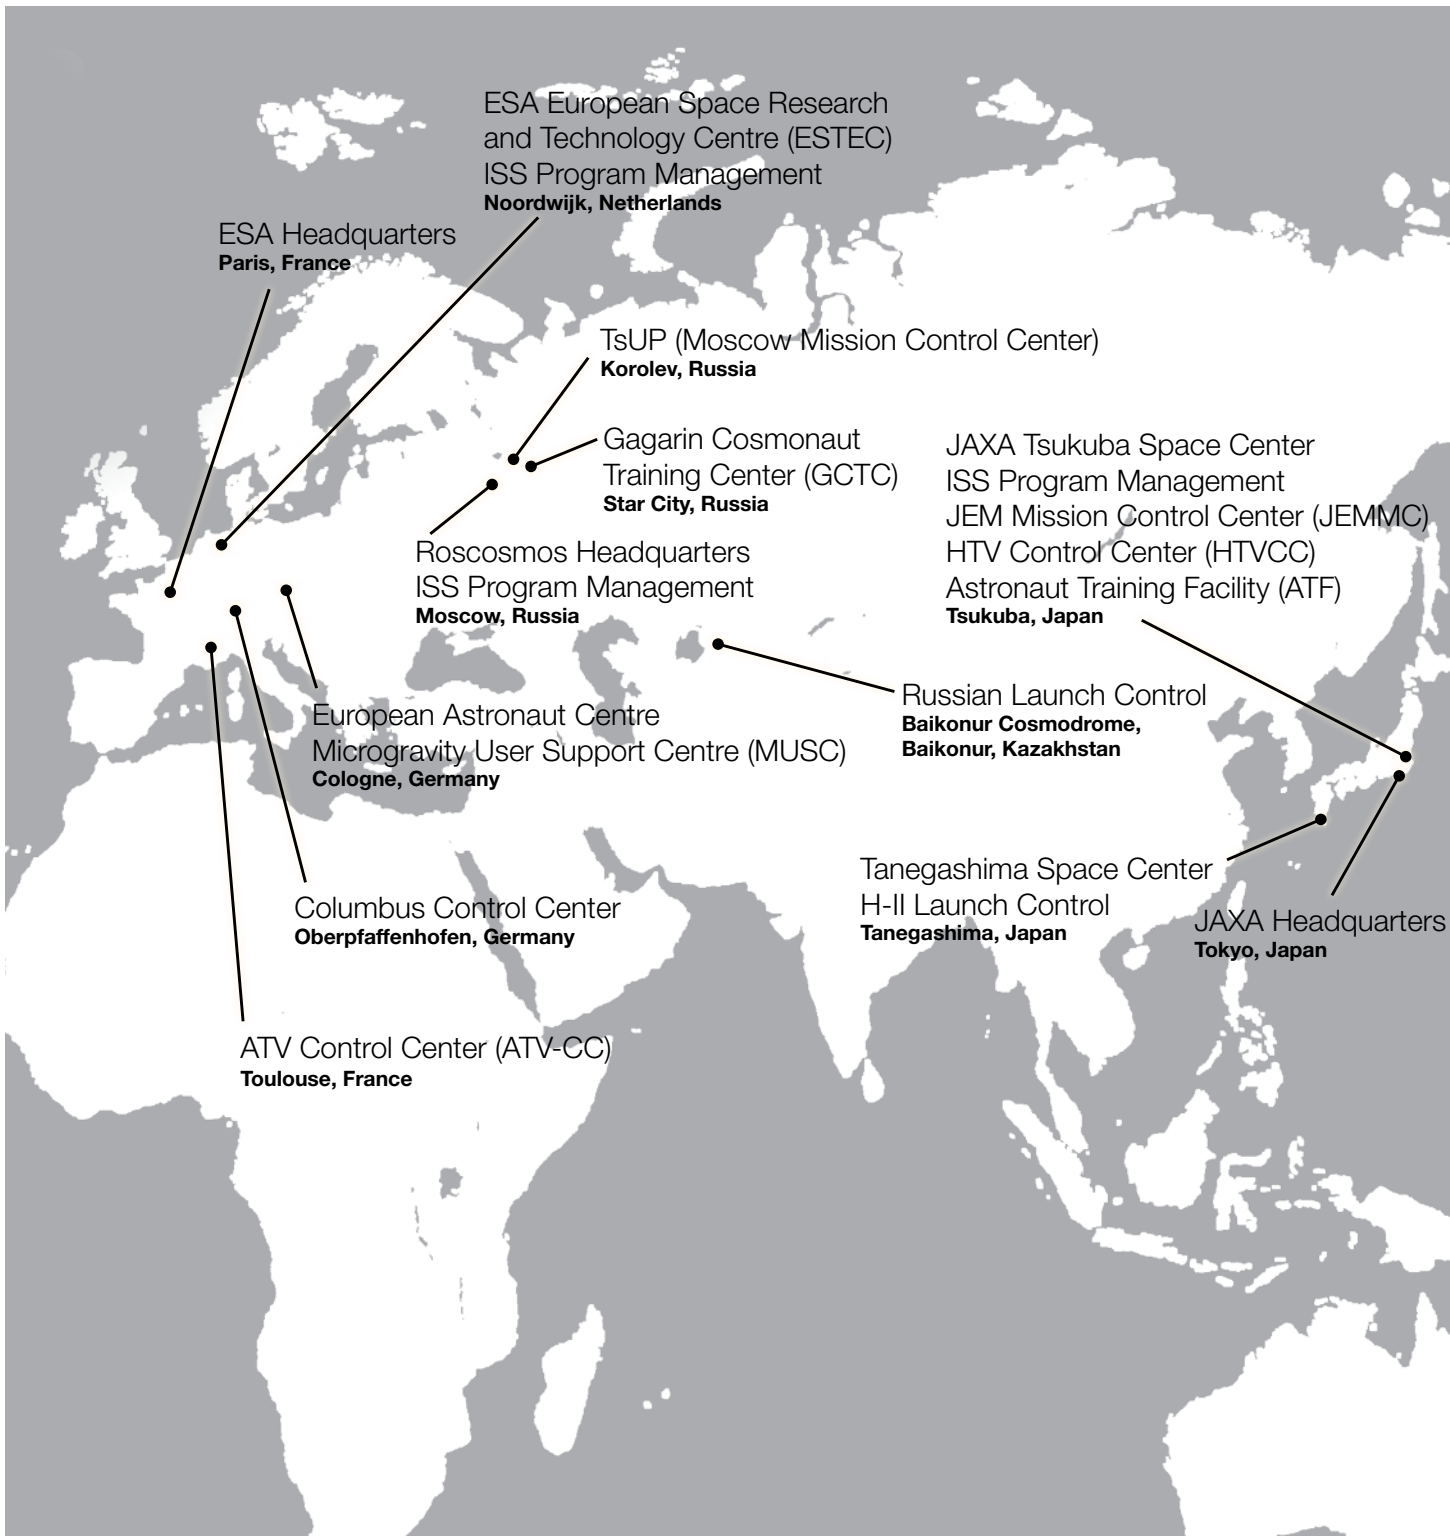 ESA European Space Research
and Technology Centre (ESTEC)
ISS Program Management
Noordwijk, Netherlands
ESA Headquarters
Paris, France
TsUP (Moscow Mission Control Center)
Korolev, Russia
Gagarin Cosmonaut
Training Center (GCTC)
Star City, Russia
JAXA Tsukuba Space Center
ISS Program Management
JEM Mission Control Center (JEMMC)
HTV Control Center (HTVCC)
Astronaut Training Facility (ATF)
Tsukuba, Japan
Roscosmos Headquarters
ISS Program Management
Moscow, Russia
Russian Launch Control
Baikonur Cosmodrome,
Baikonur, Kazakhstan
European Astronaut Centre
Microgravity User Support Centre (MUSC)
Cologne, Germany
Tanegashima Space Center
H-II Launch Control
Tanegashima, Japan
JAXA Headquarters
Tokyo, Japan
Columbus Control Center
Oberpfaffenhofen, Germany
ATV Control Center (ATV-CC)
Toulouse, France